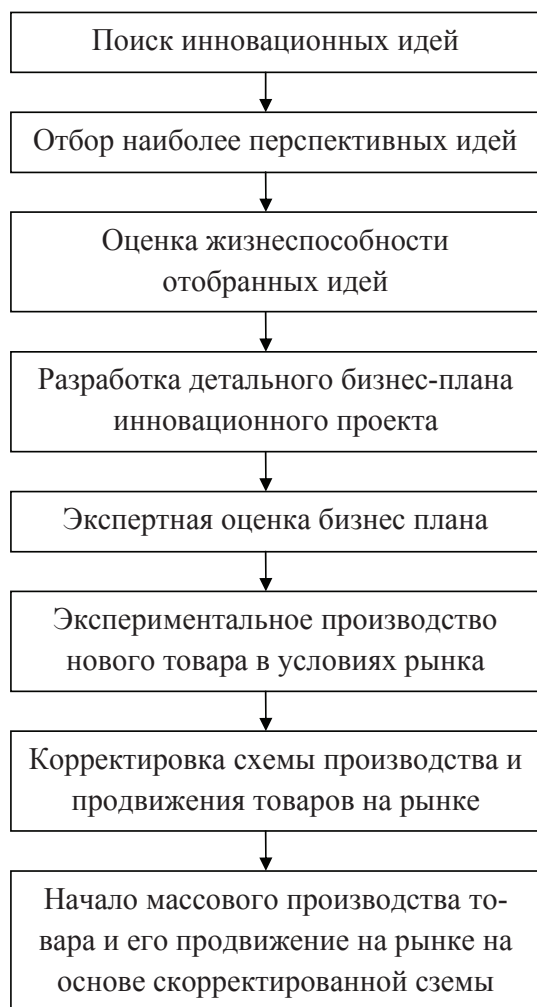 Поиск инновационных идей
Отбор наиболее перспективных идей
Оценка жизнеспособности
отобранных идей
Разработка детального бизнес-плана
инновационного проекта
Экспертная оценка бизнес плана
Экспериментальное производство
нового товара в условиях рынка
Корректировка схемы производства и
продвижения товаров на рынке
Начало массового производства то-
вара и его продвижение на рынке на
основе скорректированной сземы